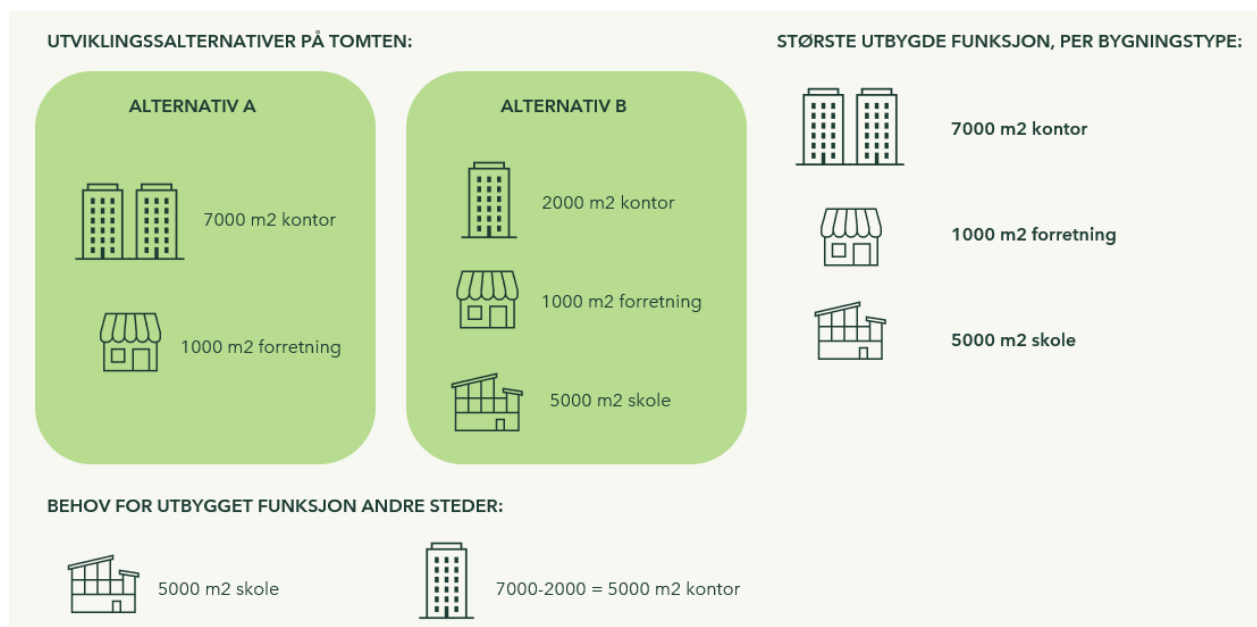 UTVIKLINGSSALTERNATIVER PÅ TOMTEN:
ALTERNATIV A
7000 m2 kontor
1000 m2 forretning
ALTERNATIV B
2000 m2 kontor
1000 m2 forretning
5000 m2 skole
STØRSTE UTBYGDE FUNKSJON, PER BYGNINGSTYPE:
7000 m2 kontor
1000 m2 forretning
5000 m2 skole
BEHOV FOR UTBYGGET FUNKSJON ANDRE STEDER:
5000 m2 skole
7000-2000 = 5000 m2 kontor